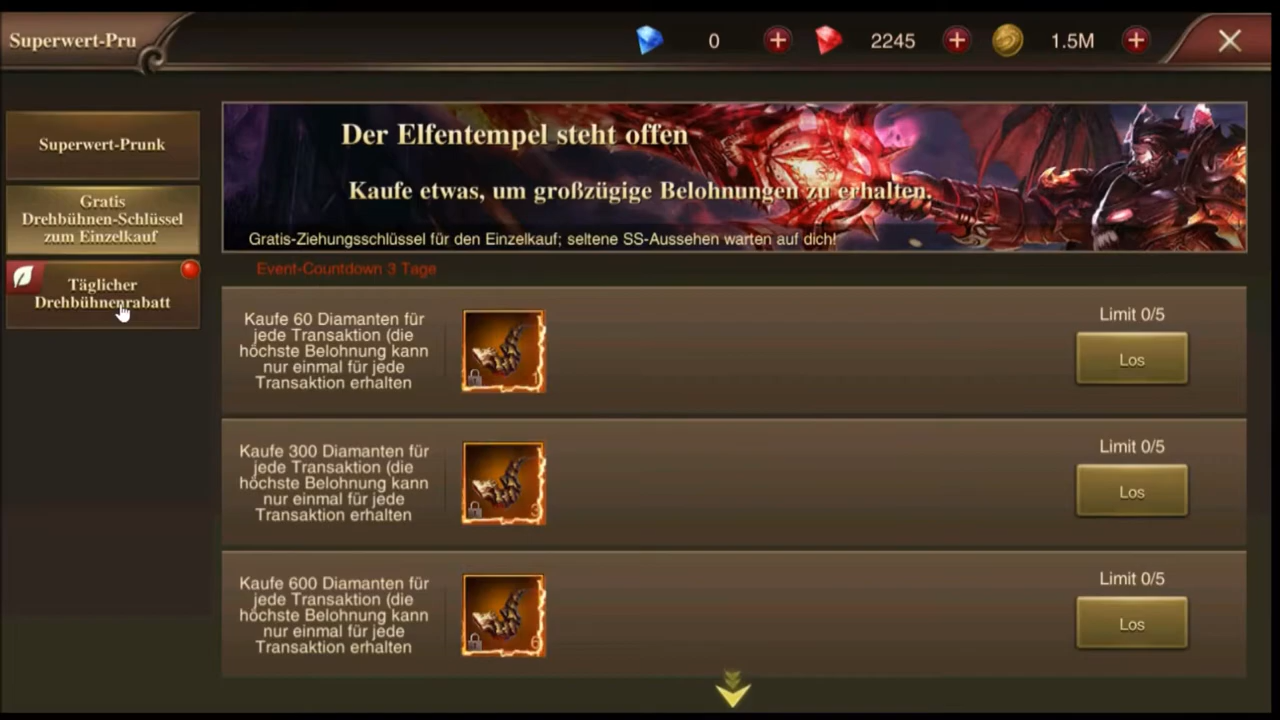 Superwert-Pru
0
2245
1.5M
Superwert-Prunk
Gratis
Drehbühnen-Schlüssel
zum Einzelkauf
Täglicher
Drehbühnenrabatt
Der Elfentempel steht offen
Kaufe etwas, um großzügige Belohnungen zu erhalten.
Gratis-Ziehungsschlüssel für den Einzelkauf; seltene SS-Aussehen warten auf dich!
Event-Countdown 3 Tage
Kaufe 60 Diamanten für
jede Transaktion (die
höchste Belohnung kann
nur einmal für jede
Transaktion erhalten
1
Limit 0/5
Los
Kaufe 300 Diamanten für
jede Transaktion (die
höchste Belohnung kann
nur einmal für jede
Transaktion erhalten
3
Limit 0/5
Los
Kaufe 600 Diamanten für
jede Transaktion (die
höchste Belohnung kann
nur einmal für jede
Transaktion erhalten
6
Limit 0/5
Los